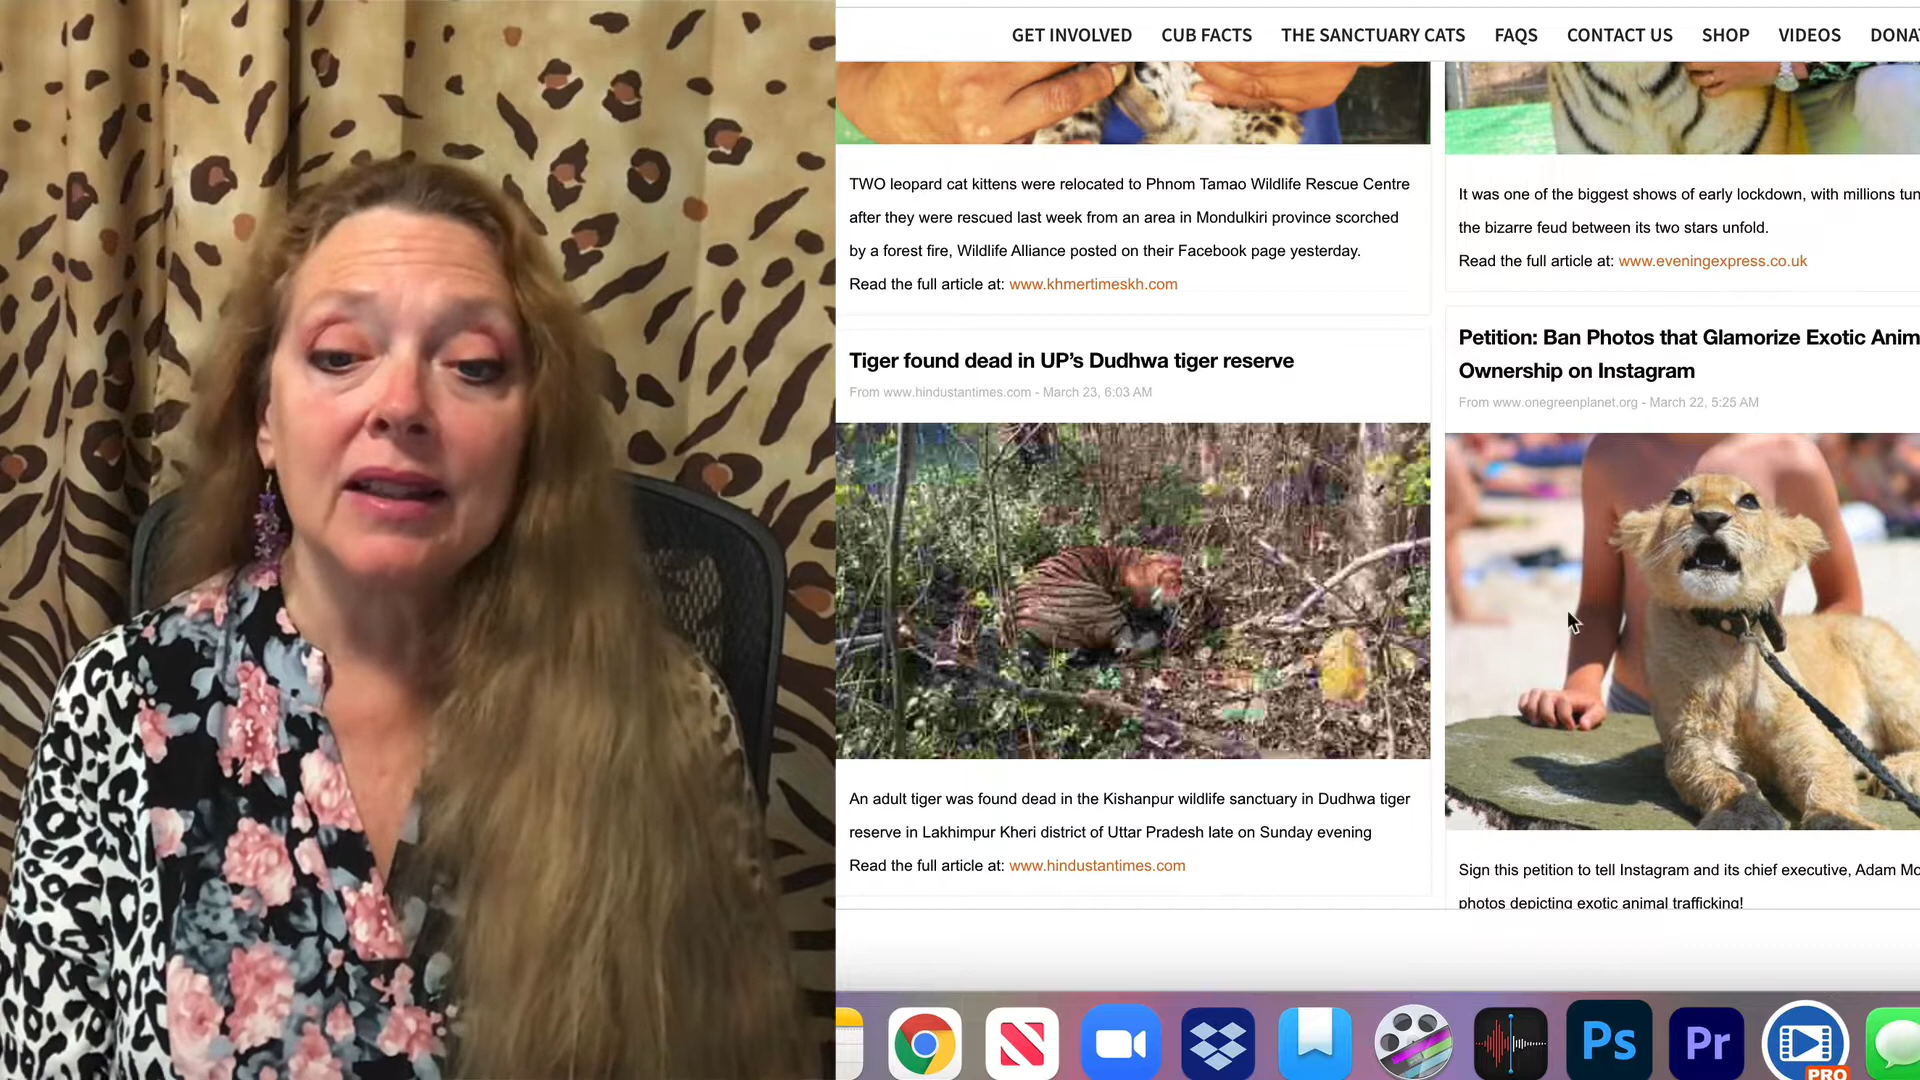 GET INVOLVED CUB FACTS THE SANCTUARY CATS FAQS CONTACT US SHOP VIDEOS DONA
TWO leopard cat kittens were relocated to Phnom Tamao Wildlife Rescue Centre
after they were rescued last week from an area in Mondulkiri province scorched
by a forest fire, Wildlife Alliance posted on their Facebook page yesterday.
Read the full article at: www.khmertimeskh.com
Tiger found dead in UP’s Dudhwa tiger reserve
From www.hindustantimes.com - March 23, 6:03 AM
An adult tiger was found dead in the Kishanpur wildlife sanctuary in Dudhwa tiger
reserve in Lakhimpur Kheri district of Uttar Pradesh late on Sunday evening
Read the full article at: www.hindustantimes.com
It was one of the biggest shows of early lockdown, with millions tun
the bizarre feud between its two stars unfold.
Read the full article at: www.eveningexpress.co.uk
Petition: Ban Photos that Glamorize Exotic Anim
Ownership on Instagram
From www.onegreenplanet.org - March 22, 5:25 AM
Sign this petition to tell Instagram and its chief executive, Adam Mo
photos depicting exotic animal trafficking!
Ps Pr PRO